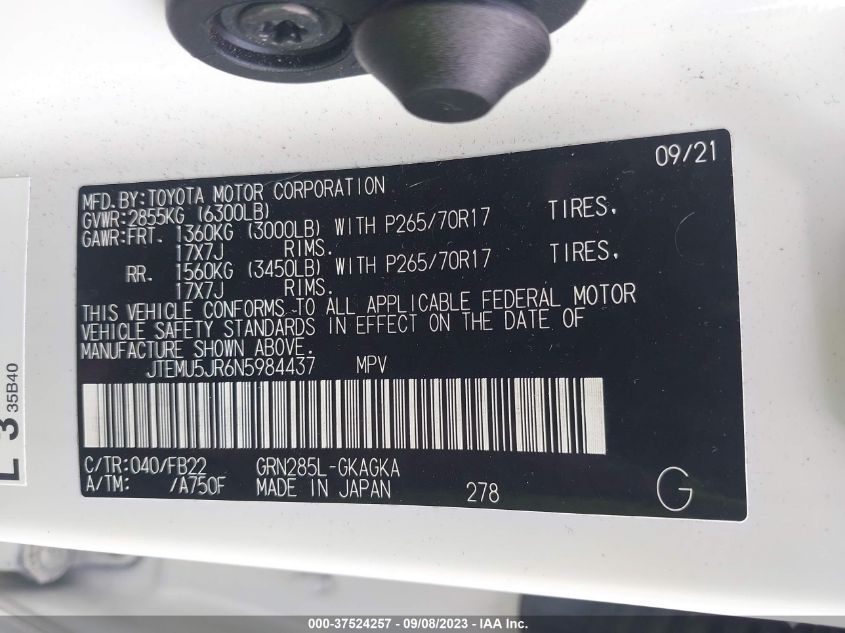 09/21
MFD.BY:TOYOTA MOTOR CORPORATION
GVWR:2855KG (6300LB)
GAWR:FRT. 1360KG (3000LB) WITH P265/70R17 TIRES,
17X7J RIMS.
RR. 1560KG (3450LB) WITH P265/70R17 TIRES,
17X7J RIMS.
THIS VEHICLE CONFORMS TO ALL APPLICABLE FEDERAL MOTOR
VEHICLE SAFETY STANDARDS IN EFFECT ON THE DATE OF
MANUFACTURE SHOWN ABOVE.
JTEMU5JR6N5984437 MPV
C/TR:040/FB22 GRN285L-GKAGKA
A/TM: /A750F MADE IN JAPAN 278 G
35B40
3
000-37524257 - 09/08/2023 - IAA Inc.